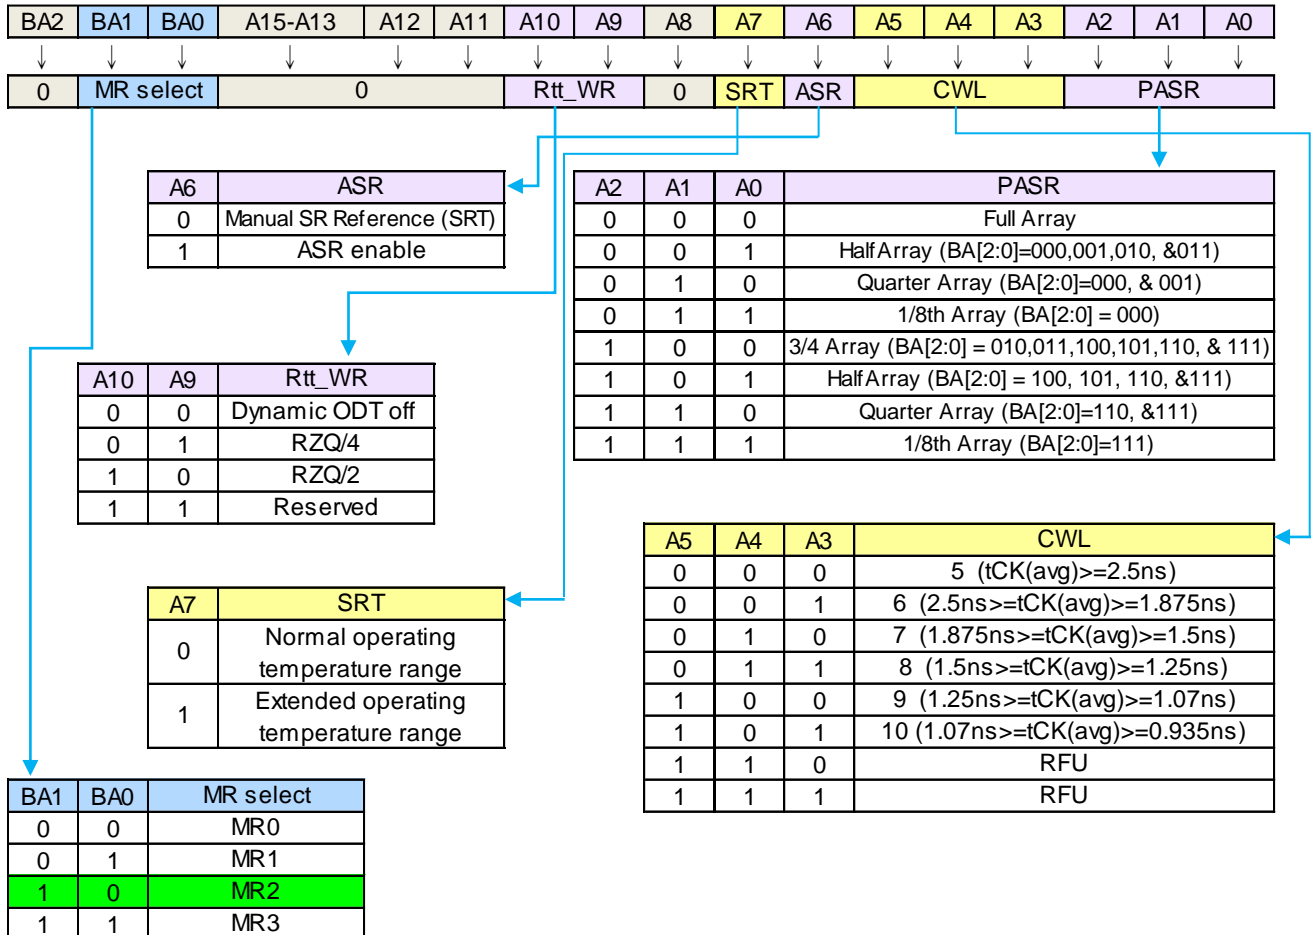 BA2 BA1 BA0 A15-A13 A12 A11 A10 A9 A8 A7 A6 A5 A4 A3 A2 A1 A0
0 MR select 0 Rtt_WR 0 SRT ASR CWL PASR
A6 ASR
0 Manual SR Reference (SRT)
1 ASR enable
A2 A1 A0 PASR
0 0 0 Full Array
0 0 1 HalfArray (BA[2:0]=000,001,010, &011)
0 1 0 Quarter Array (BA[2:0]=000, & 001)
0 1 1 1/8th Array (BA[2:0] = 000)
1 0 0 3/4 Array (BA[2:0] = 010,011,100,101,110, & 111)
1 0 1 HalfArray (BA[2:0] = 100, 101, 110, &111)
1 1 0 Quarter Array (BA[2:0]=110, &111)
1 1 1 1/8th Array (BA[2:0]=111)
A10 A9 Rtt_WR
0 0 Dynamic ODT off
0 1 RZQ/4
1 0 RZQ/2
1 1 Reserved
A5 A4 A3 CWL
0 0 0 5 (tCK(avg)>=2.5ns)
0 0 1 6 (2.5ns>=tCK(avg)>=1.875ns)
0 1 0 7 (1.875ns>=tCK(avg)>=1.5ns)
0 1 1 8 (1.5ns>=tCK(avg)>=1.25ns)
1 0 0 9 (1.25ns>=tCK(avg)>=1.07ns)
1 0 1 10 (1.07ns>=tCK(avg)>=0.935ns)
1 1 0 RFU
1 1 1 RFU
A7 SRT
0 Normal operating
temperature range
1 Extended operating
temperature range
BA1 BA0 MR select
0 0 MR0
0 1 MR1
1 0 MR2
1 1 MR3